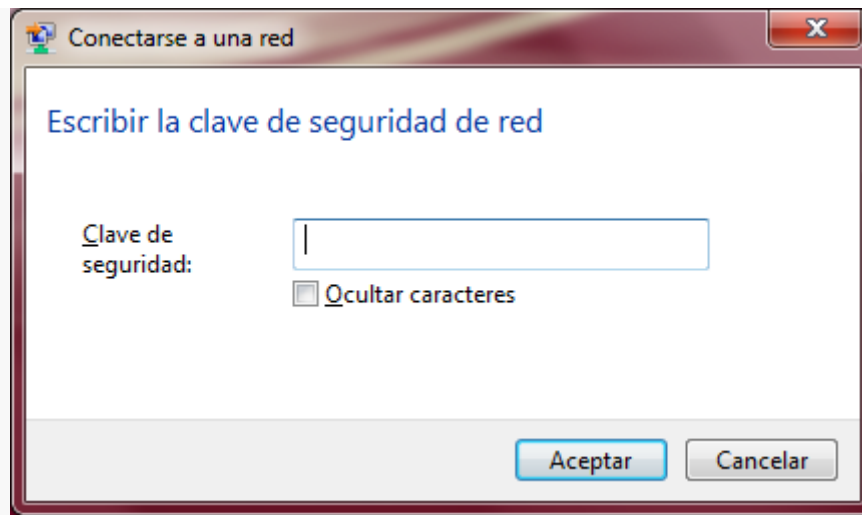 Conectarse a una red
Escribir la clave de seguridad de red
Clave de
seguridad:
Ocultar caracteres
Aceptar Cancelar